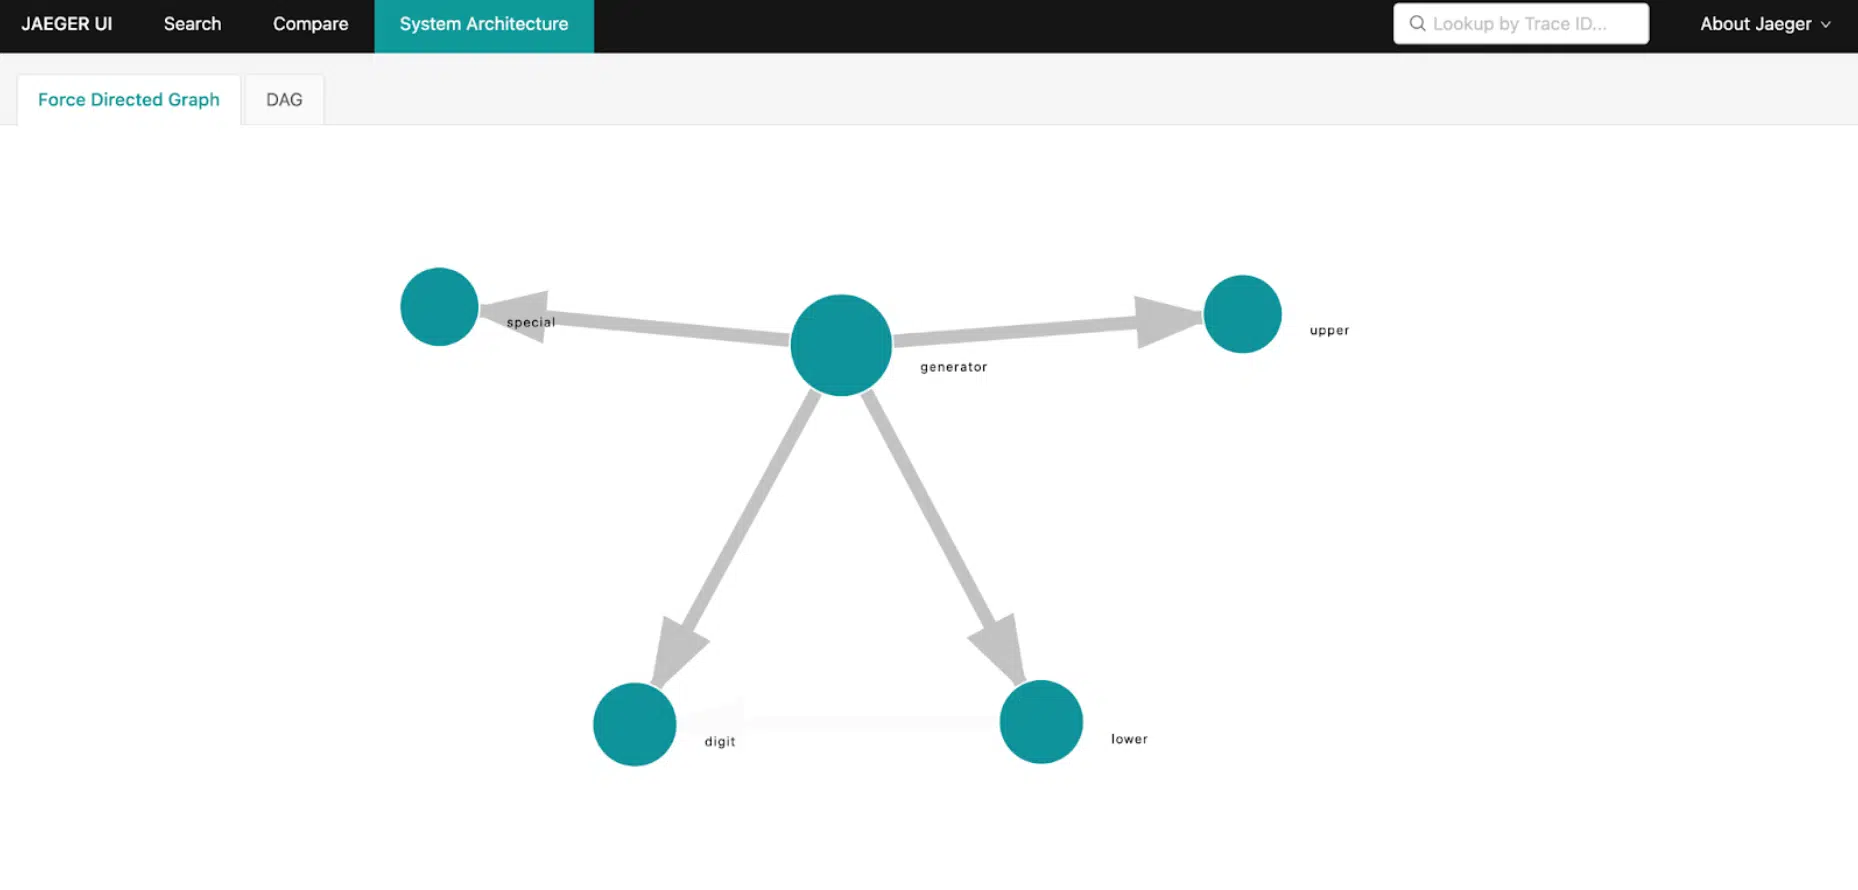 JAEGER UI Search Compare System Architecture Lookup by Trace ID... About Jaeger
Force Directed Graph DAG
special
upper
generator
digit
lower